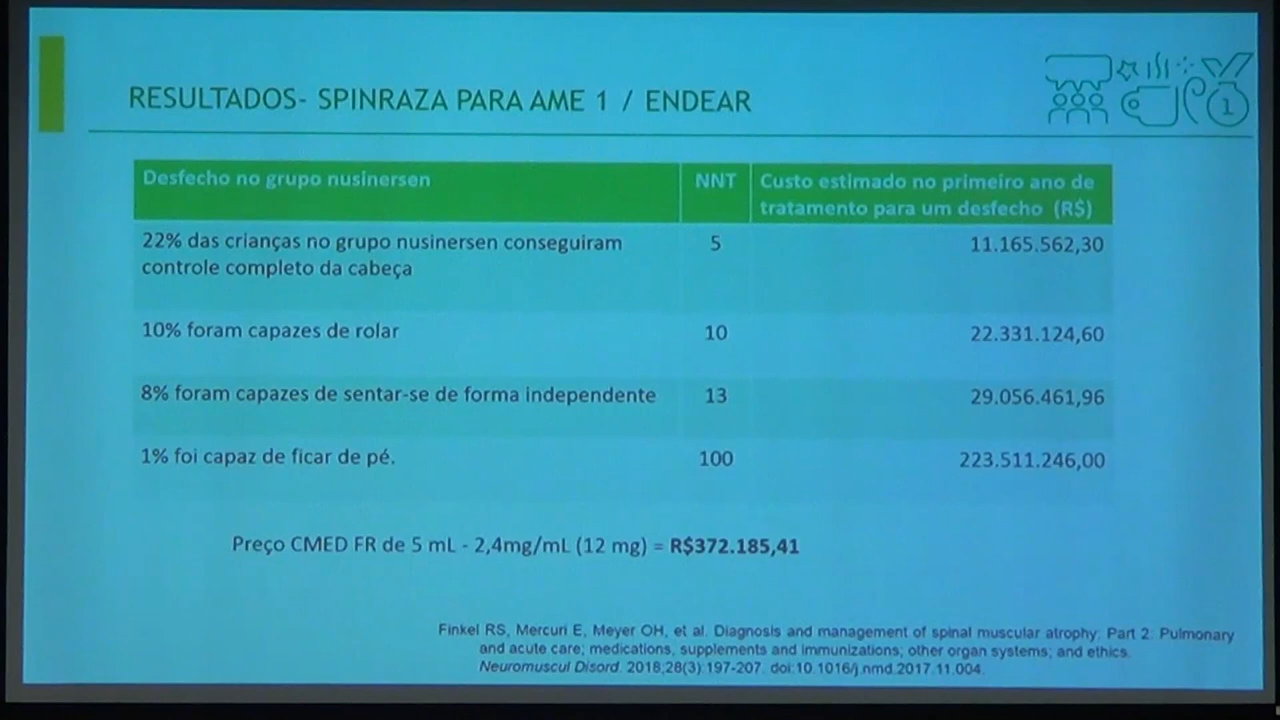 RESULTADOS- SPINRAZA PARA AME 1 / ENDEAR
1
Desfecho no grupo nusinersen
NNT
Custo estimado no primeiro ano de
tratamento para um desfecho (R$)
22% das crianças no grupo nusinersen conseguiram
controle completo da cabeça
5
11.165.562,30
10% foram capazes de rolar
10
22.331.124,60
8% foram capazes de sentar-se de forma independente
13
29.056.461,96
1% foi capaz de ficar de pé.
100
223.511.246,00
Preço CMED FR de 5 mL - 2,4mg/mL (12 mg) = R$372.185,41
Finkel RS, Mercuri E, Meyer OH, et al. Diagnosis and management of spinal muscular atrophy: Part 2: Pulmonary
and acute care; medications, supplements and immunizations; other organ systems; and ethics.
Neuromuscul Disord. 2018;28(3):197-207. doi:10.1016/j.nmd.2017.11.004.